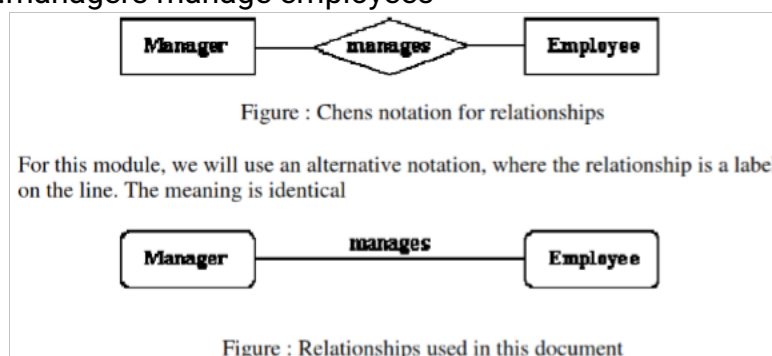 managers manage employees
Manager manages Employee
Figure : Chens notation for relationships
For this module, we will use an alternative notation, where the relationship is a label
on the line. The meaning is identical
manages
Manager Employee
Figure : Relationships used in this document